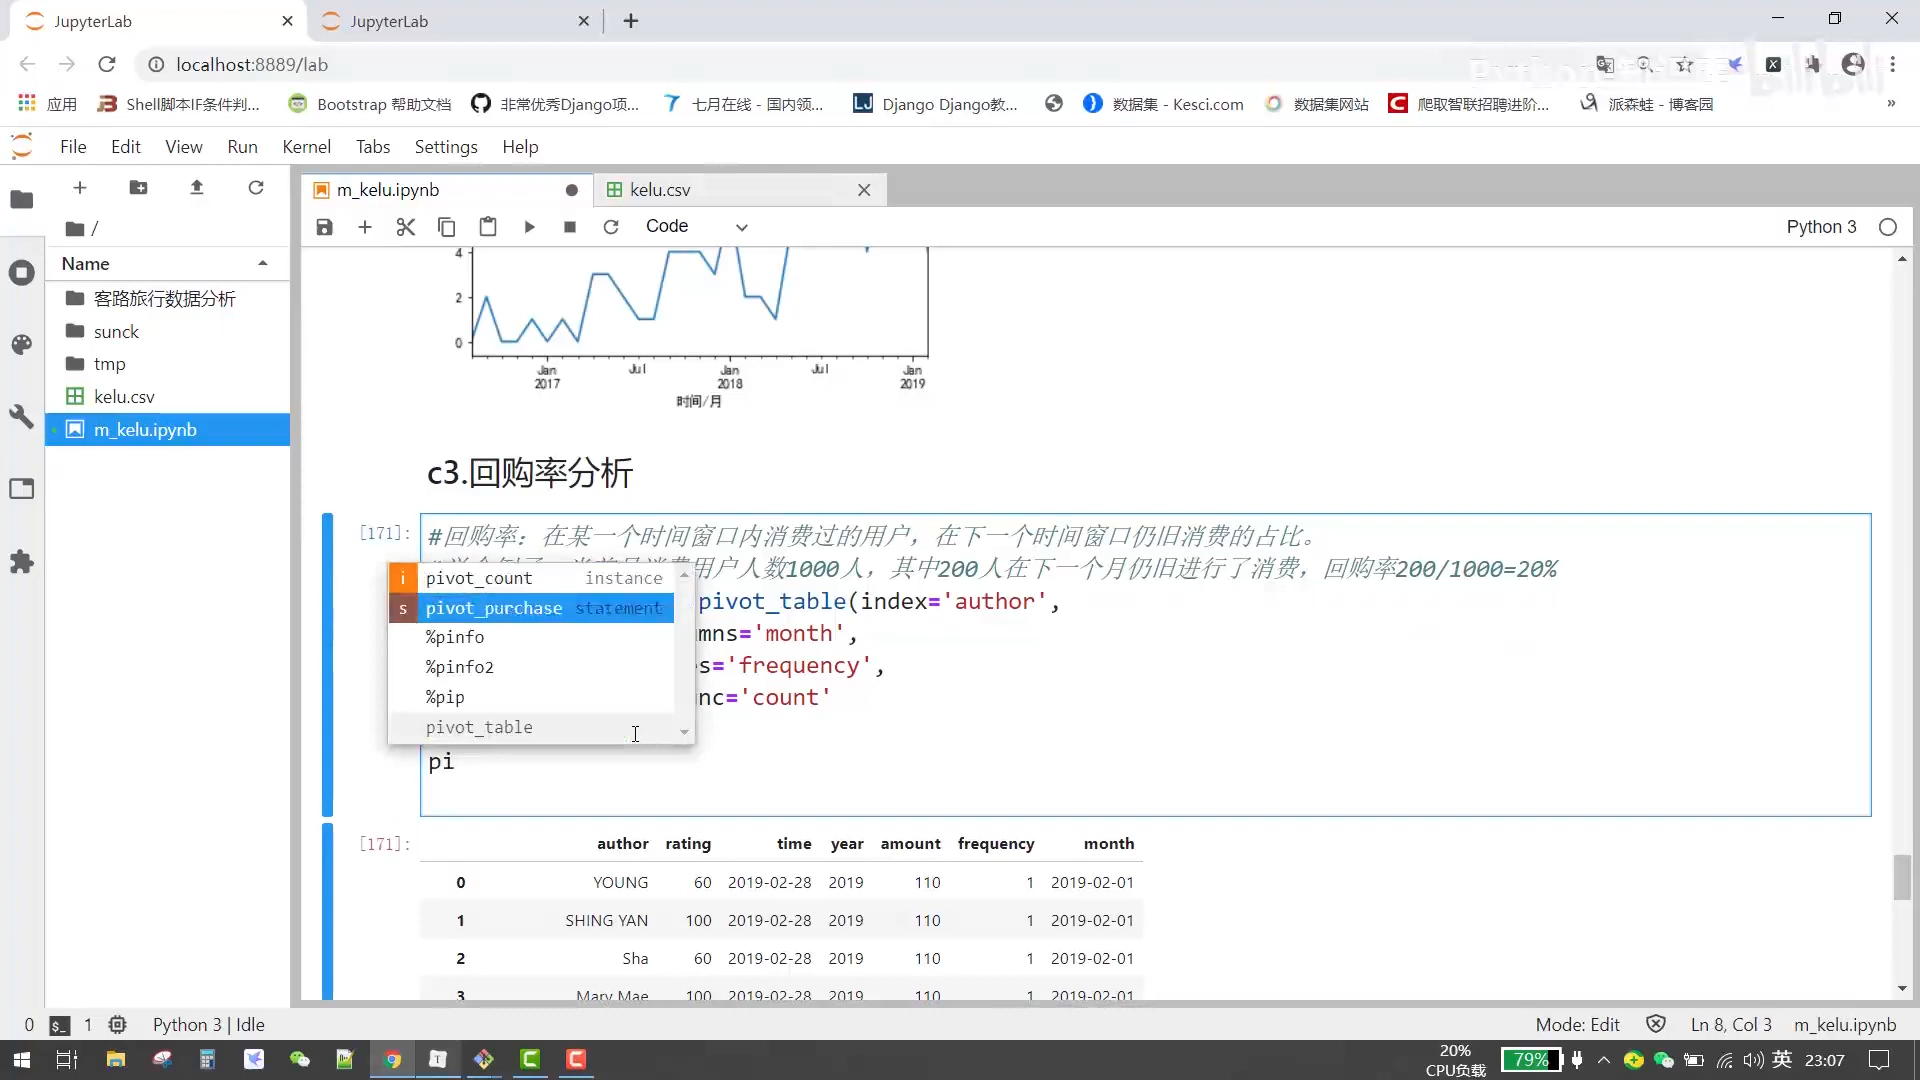 JupyterLab
JupyterLab
localhost:8889/lab
应用
Shell脚本IF条件判...
Bootstrap 帮助文档
非常优秀Django项...
七月在线 - 国内领...
Django Django教...
数据集 - Kesci.com
数据集网站
爬取智联招聘进阶...
派森蛙 - 博客园
»
File Edit View Run Kernel Tabs Settings Help
m_kelu.ipynb
kelu.csv
Code
Python 3
/
Name
客路旅行数据分析
sunck
tmp
kelu.csv
m_kelu.ipynb
4
2
0
Jan 2017
Jul
Jan 2018
Jul
Jan 2019
时间/月
c3.回购率分析
[171]:
#回购率：在某一个时间窗口内消费过的用户，在下一个时间窗口仍旧消费的占比。
用户人数1000人，其中200人在下一个月仍旧进行了消费，回购率200/1000=20%
pivot_table(index='author',
mns='month',
s='frequency',
nc='count'
pi
i pivot_count instance
s pivot_purchase statement
%pinfo
%pinfo2
%pip
pivot_table
[171]:
author rating time year amount frequency month
0 YOUNG 60 2019-02-28 2019 110 1 2019-02-01
1 SHING YAN 100 2019-02-28 2019 110 1 2019-02-01
2 Sha 60 2019-02-28 2019 110 1 2019-02-01
3 Mary Mae 100 2019-02-28 2019 110 1 2019-02-01
0 1 Python 3 | Idle
Mode: Edit Ln 8, Col 3 m_kelu.ipynb
20%
CPU负载
79%
英
23:07